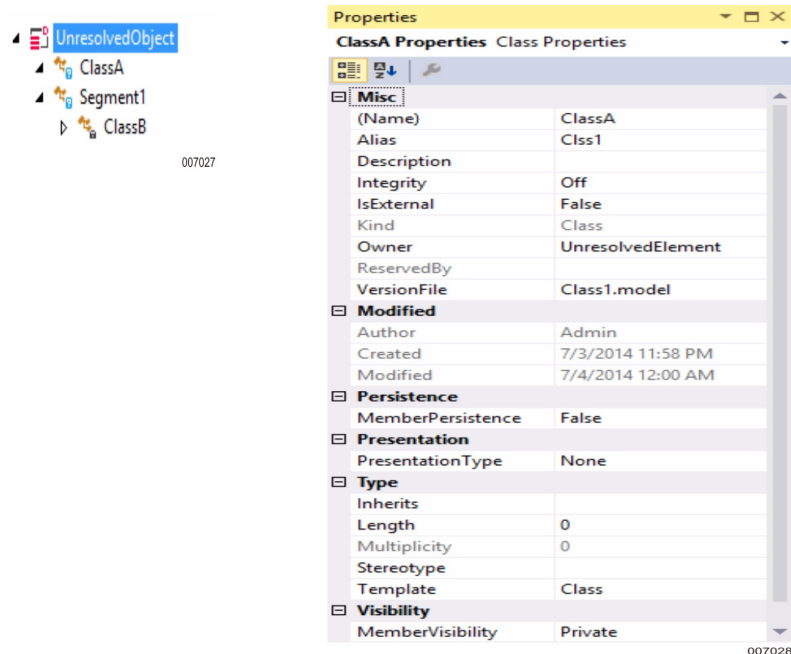 UnresolvedObject
ClassA
Segment1
ClassB
007027
Properties
ClassA Properties Class Properties
Misc
(Name) ClassA
Alias Clss1
Description
Integrity Off
IsExternal False
Kind Class
Owner UnresolvedElement
ReservedBy
VersionFile Class1.model
Modified
Author Admin
Created 7/3/2014 11:58 PM
Modified 7/4/2014 12:00 AM
Persistence
MemberPersistence False
Presentation
PresentationType None
Type
Inherits
Length 0
Multiplicity 0
Stereotype
Template Class
Visibility
MemberVisibility Private
007028